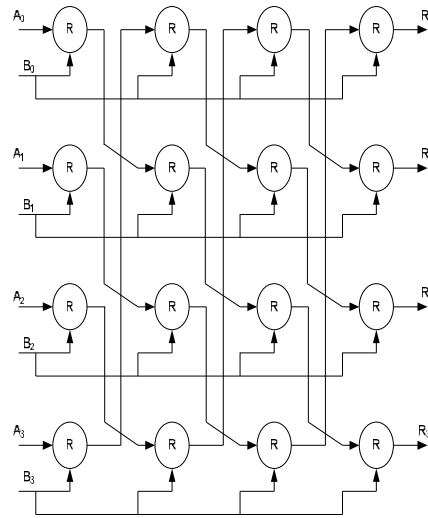 A₀ R R R R R
B₀
A₁ R R R R R
B₁
A₂ R R R R R
B₂
A₃ R R R R R₃
B₃